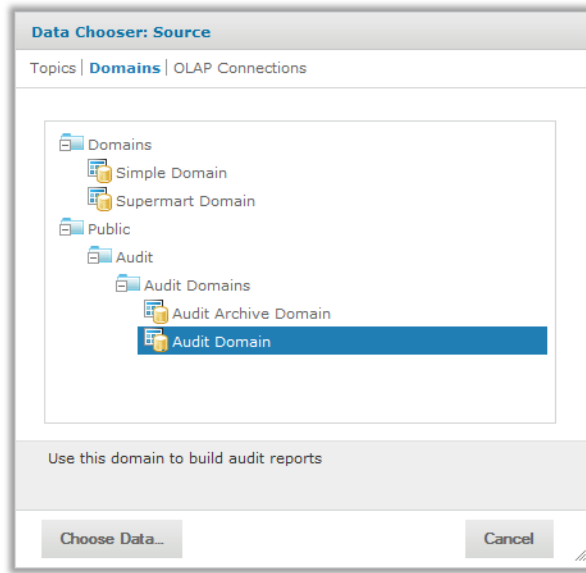 Data Chooser: Source
Topics | Domains | OLAP Connections
Domains
Simple Domain
Supermart Domain
Public
Audit
Audit Domains
Audit Archive Domain
Audit Domain
Use this domain to build audit reports
Choose Data... Cancel